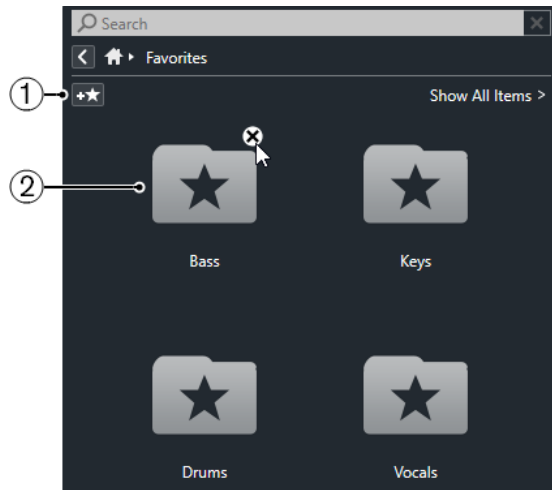 Search
Favorites
1
Show All Items >
2
Bass
Keys
Drums
Vocals